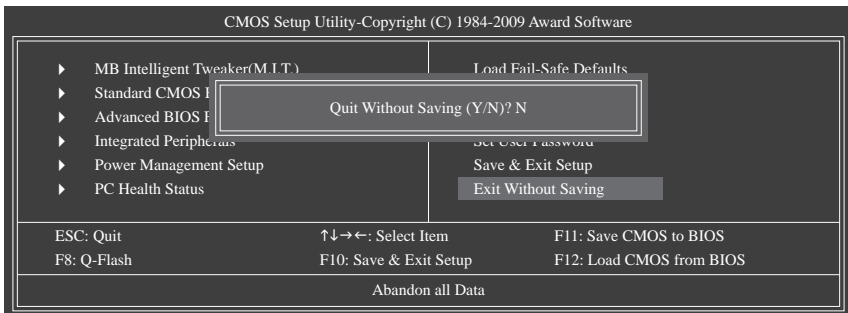 CMOS Setup Utility-Copyright (C) 1984-2009 Award Software
MB Intelligent Tweaker(M.I.T.)
Standard CMOS
Advanced BIOS
Integrated Peripherals
Power Management Setup
PC Health Status
Load Fail-Safe Defaults
Set User Password
Save & Exit Setup
Exit Without Saving
Quit Without Saving (Y/N)? N
ESC: Quit ↑↓→←: Select Item F11: Save CMOS to BIOS
F8: Q-Flash F10: Save & Exit Setup F12: Load CMOS from BIOS
Abandon all Data